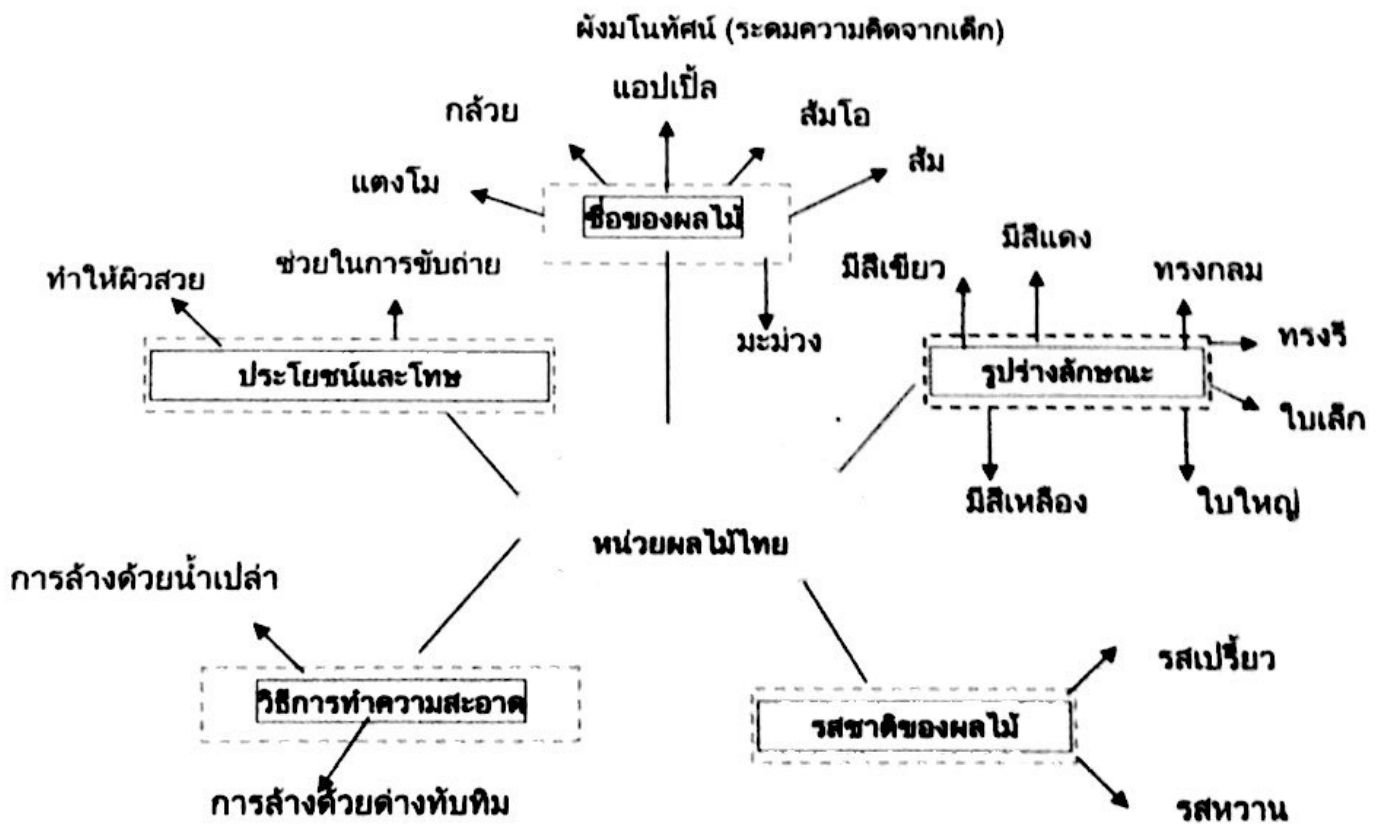 ผังมโนทัศน์ (ระดมความคิดจากเด็ก)
แอปเปิ้ล
กล้วย
ส้มโอ
ส้ม
แตงโม
ชื่อของผลไม้
มะม่วง
ทำให้ผิวสวย
ช่วยในการขับถ่าย
ประโยชน์และโทษ
มีสีเขียว
มีสีแดง
ทรงกลม
ทรงรี
รูปร่างลักษณะ
ใบเล็ก
มีสีเหลือง
ใบใหญ่
หน่วยผลไม้ไทย
การล้างด้วยน้ำเปล่า
วิธีการทำความสะอาด
การล้างด้วยด่างทับทิม
รสเปรี้ยว
รสชาติของผลไม้
รสหวาน